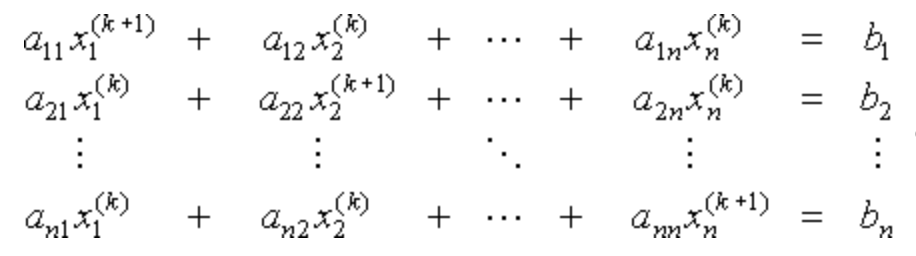 a₁₁x₁⁽ᵏ⁺¹⁾ + a₁₂x₂⁽ᵏ⁾ + ⋯ + a₁ₙxₙ⁽ᵏ⁾ = b₁
a₂₁x₁⁽ᵏ⁾ + a₂₂x₂⁽ᵏ⁺¹⁾ + ⋯ + a₂ₙxₙ⁽ᵏ⁾ = b₂
⋮ ⋮ ⋱ ⋮ ⋮
aₙ₁x₁⁽ᵏ⁾ + aₙ₂x₂⁽ᵏ⁾ + ⋯ + aₙₙxₙ⁽ᵏ⁺¹⁾ = bₙ